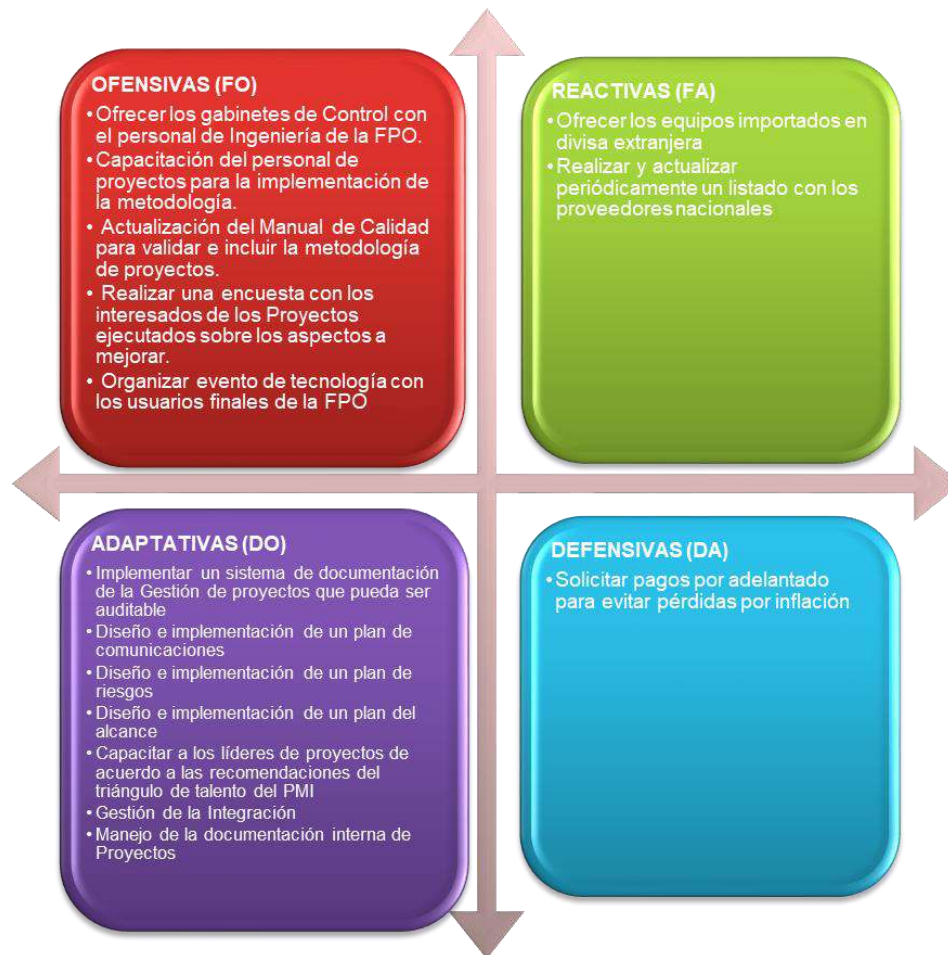 OFENSIVAS (FO)
•Ofrecer los gabinetes de Control con
el personal de Ingeniería de la FPO.
•Capacitación del personal de
proyectos para la implementación de
la metodología.
• Actualización del Manual de Calidad
para validar e incluir la metodología
de proyectos.
• Realizar una encuesta con los
interesados de los Proyectos
ejecutados sobre los aspectos a
mejorar.
• Organizar evento de tecnología con
los usuarios finales de la FPO
REACTIVAS (FA)
•Ofrecer los equipos importados en
divisa extranjera
•Realizar y actualizar
periódicamente un listado con los
proveedores nacionales
ADAPTATIVAS (DO)
•Implementar un sistema de documentación
de la Gestión de proyectos que pueda ser
auditable
•Diseño e implementación de un plan de
comunicaciones
•Diseño e implementación de un plan de
riesgos
•Diseño e implementación de un plan del
alcance
•Capacitar a los líderes de proyectos de
acuerdo a las recomendaciones del
triángulo de talento del PMI
•Gestión de la Integración
•Manejo de la documentación interna de
Proyectos
DEFENSIVAS (DA)
•Solicitar pagos por adelantado
para evitar pérdidas por inflación